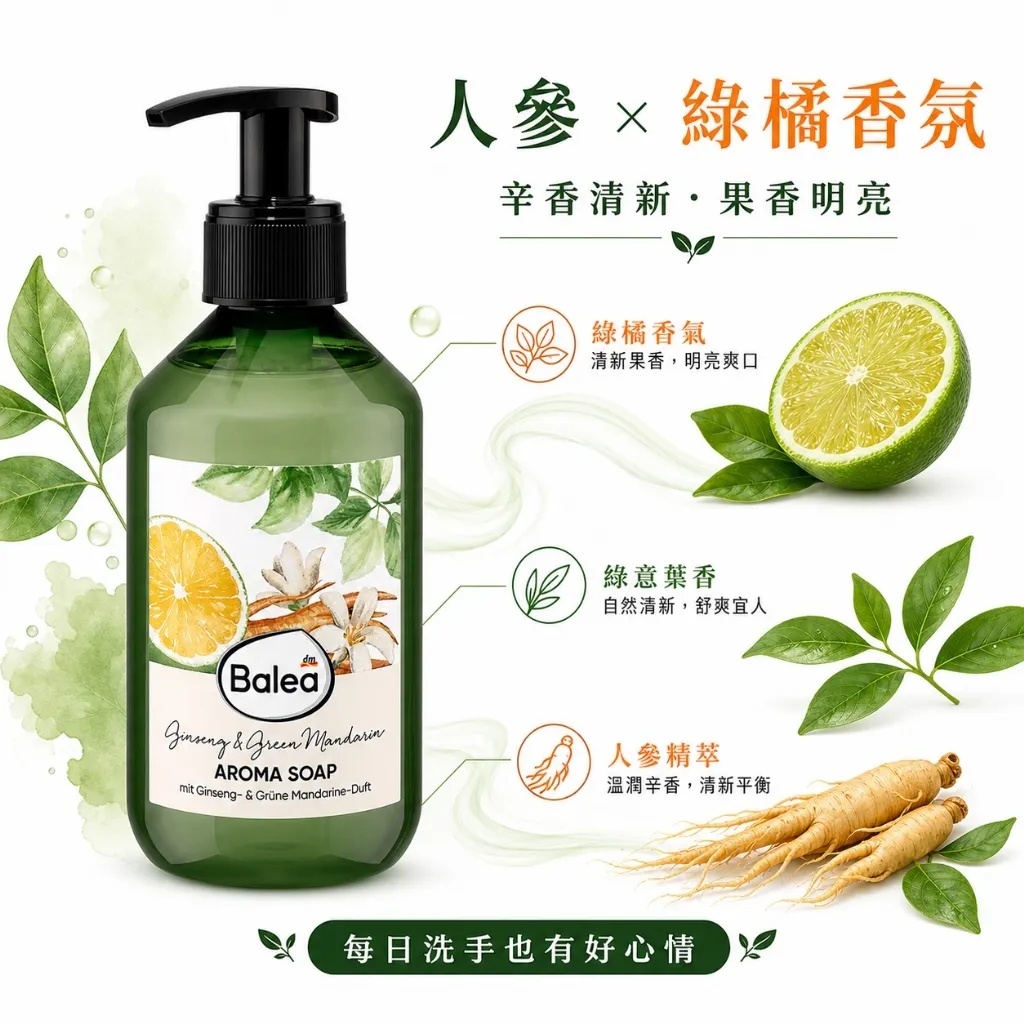 人參 × 綠橘香氛
辛香清新・果香明亮
綠橘香氣
清新果香，明亮爽口
綠意葉香
自然清新，舒爽宜人
人參精萃
溫潤辛香，清新平衡
dm
Balea
Ginseng & Green Mandarin
AROMA SOAP
mit Ginseng- & Grüne Mandarine-Duft
每日洗手也有好心情